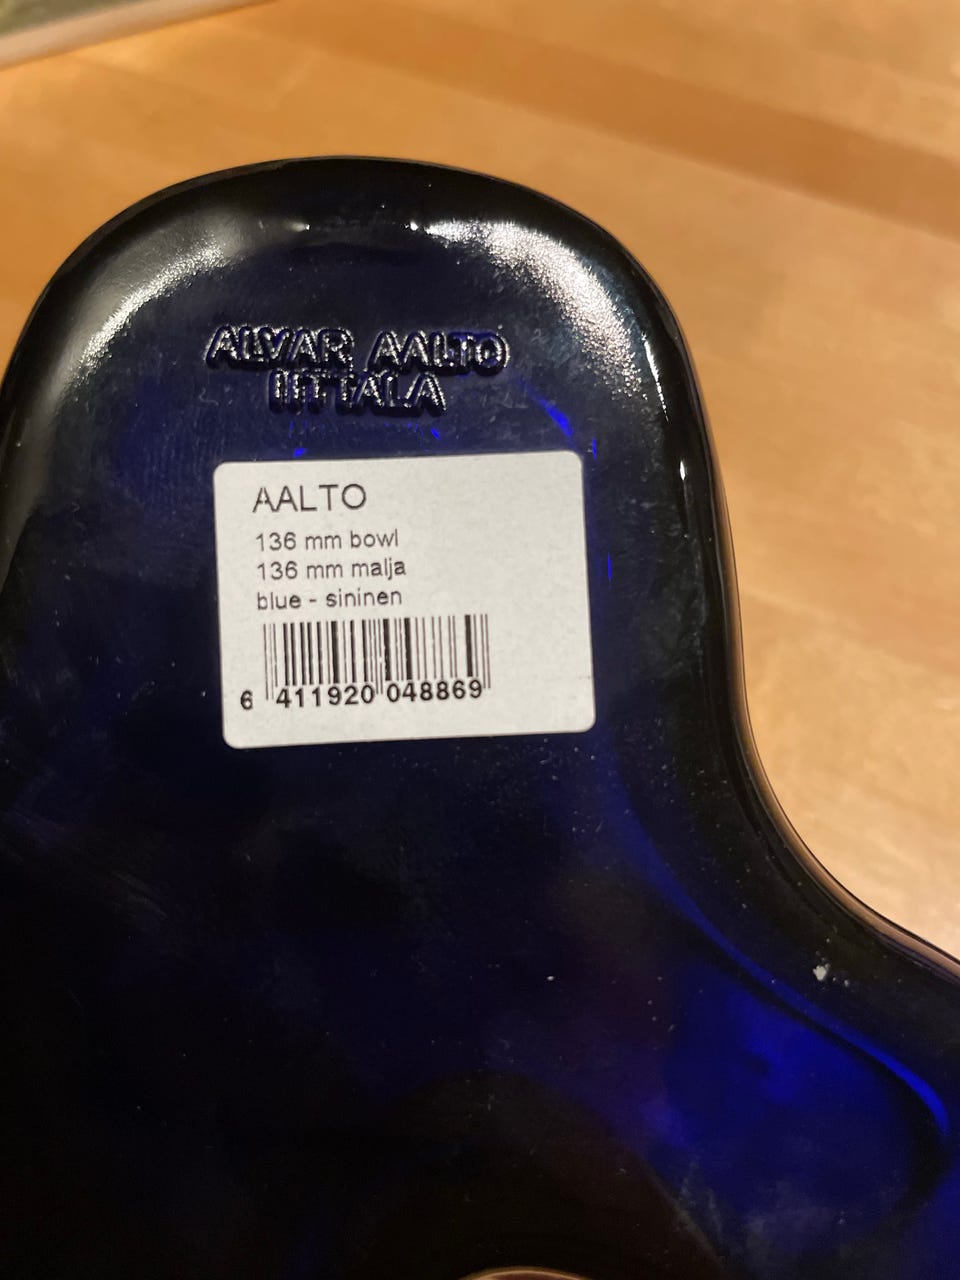 ALVAR AALTO
IITTALA
AALTO
136 mm bowl
136 mm malja
blue - sininen
6 411920 048869